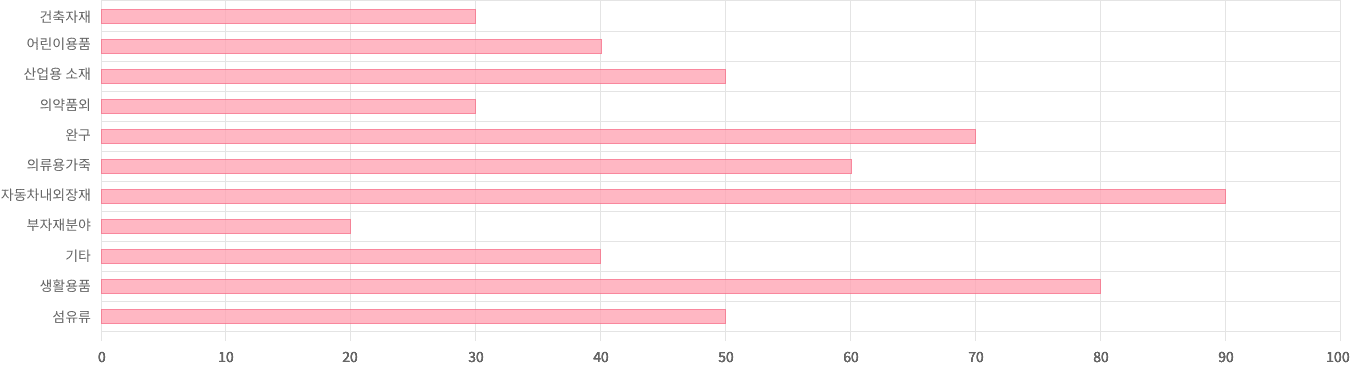 건축자재
어린이용품
산업용 소재
의약품외
완구
의류용가죽
자동차내외장재
부자재분야
기타
생활용품
섬유류
0 10 20 30 40 50 60 70 80 90 100